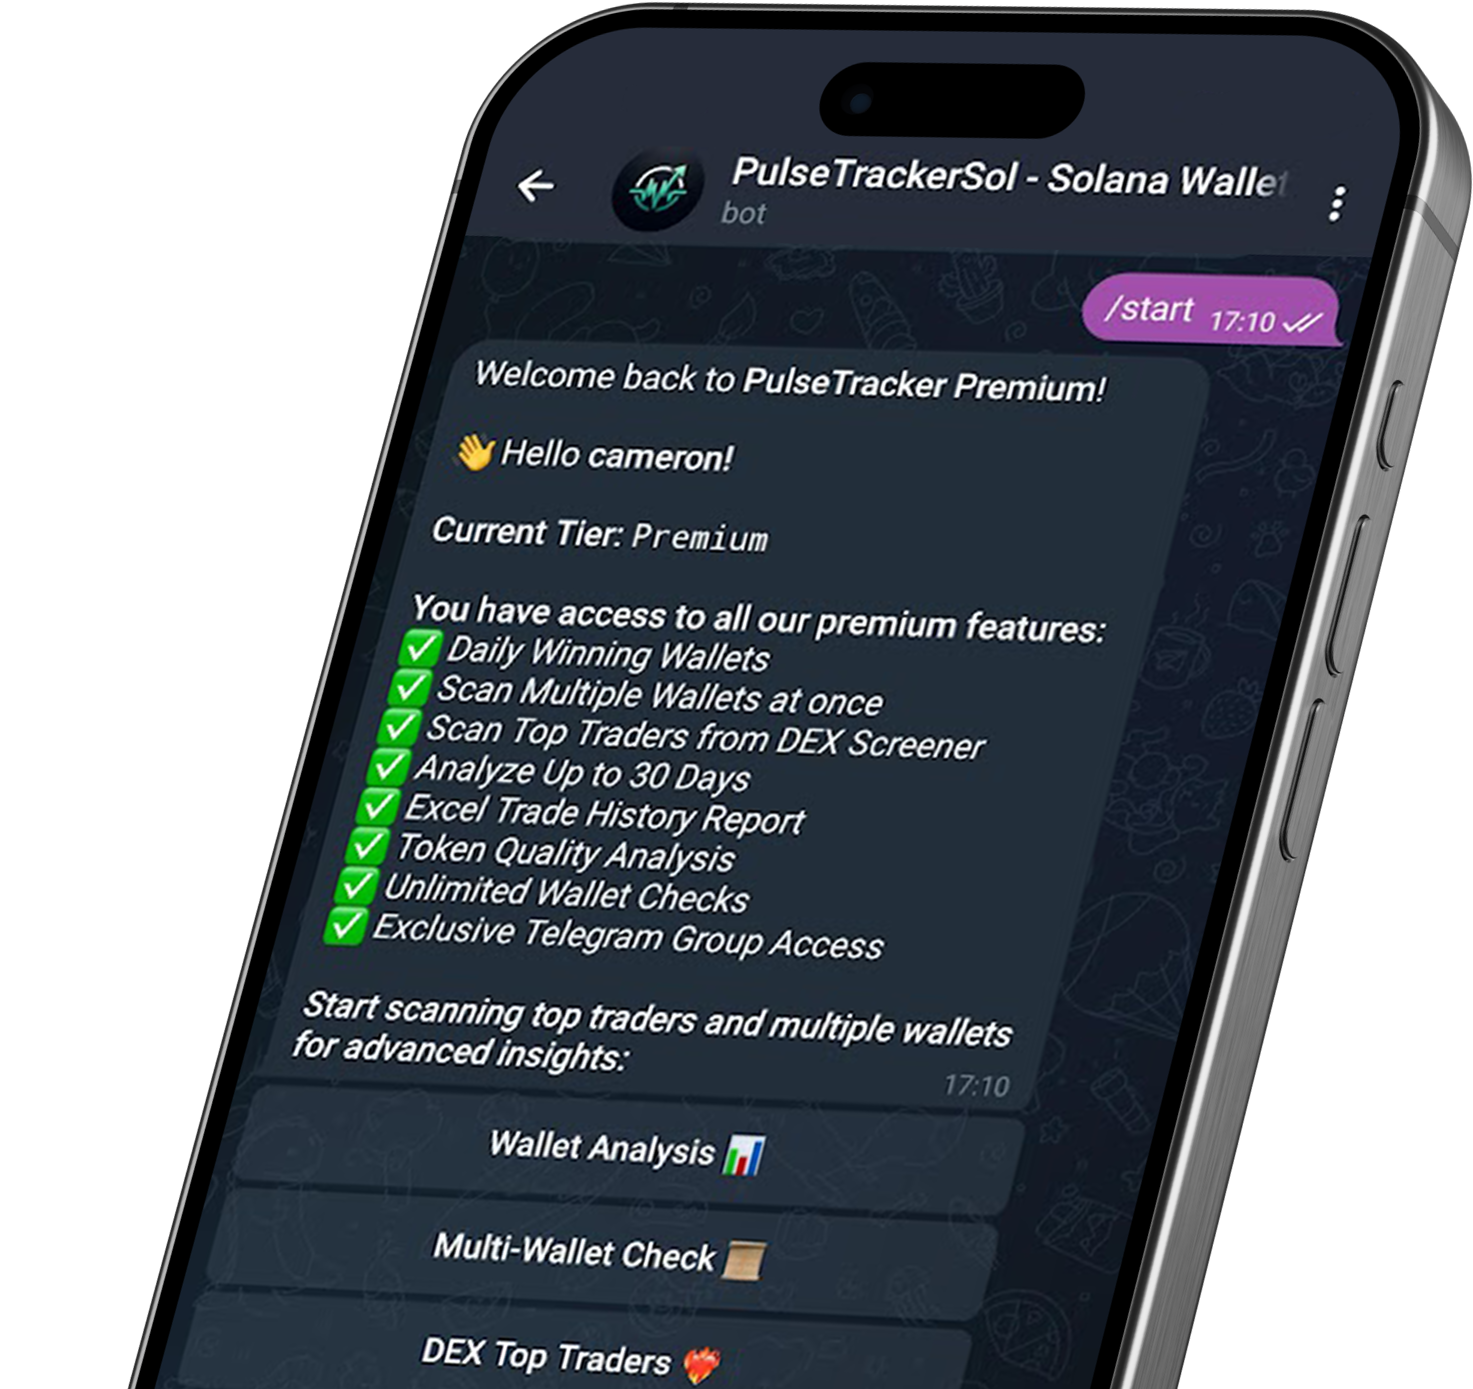 PulseTrackerSol - Solana Wallet
bot
/start 17:10
Welcome back to PulseTracker Premium!
👋 Hello cameron!
Current Tier: Premium
You have access to all our premium features:
✅ Daily Winning Wallets
✅ Scan Multiple Wallets at once
✅ Scan Top Traders from DEX Screener
✅ Analyze Up to 30 Days
✅ Excel Trade History Report
✅ Token Quality Analysis
✅ Unlimited Wallet Checks
✅ Exclusive Telegram Group Access
Start scanning top traders and multiple wallets
for advanced insights:
17:10
Wallet Analysis 📊
Multi-Wallet Check 📜
DEX Top Traders ❤️‍🔥